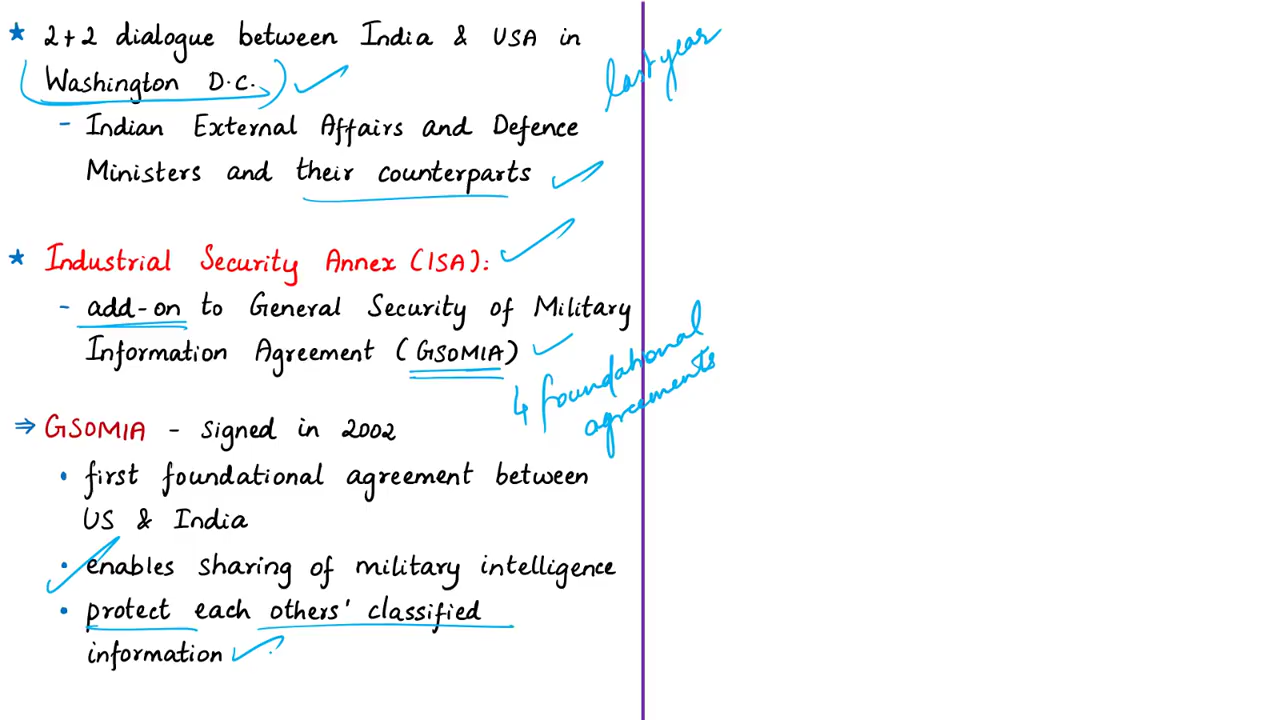 ★ 2+2 dialogue between India & USA in
Washington D.C.
last year
- Indian External Affairs and Defence
Ministers and their counterparts
★ Industrial Security Annex (ISA):
- add-on to General Security of Military
Information Agreement (GSOMIA)
4 foundational
agreements
⇒ GSOMIA - signed in 2002
• first foundational agreement between
US & India
• enables sharing of military intelligence
• protect each others' classified
information